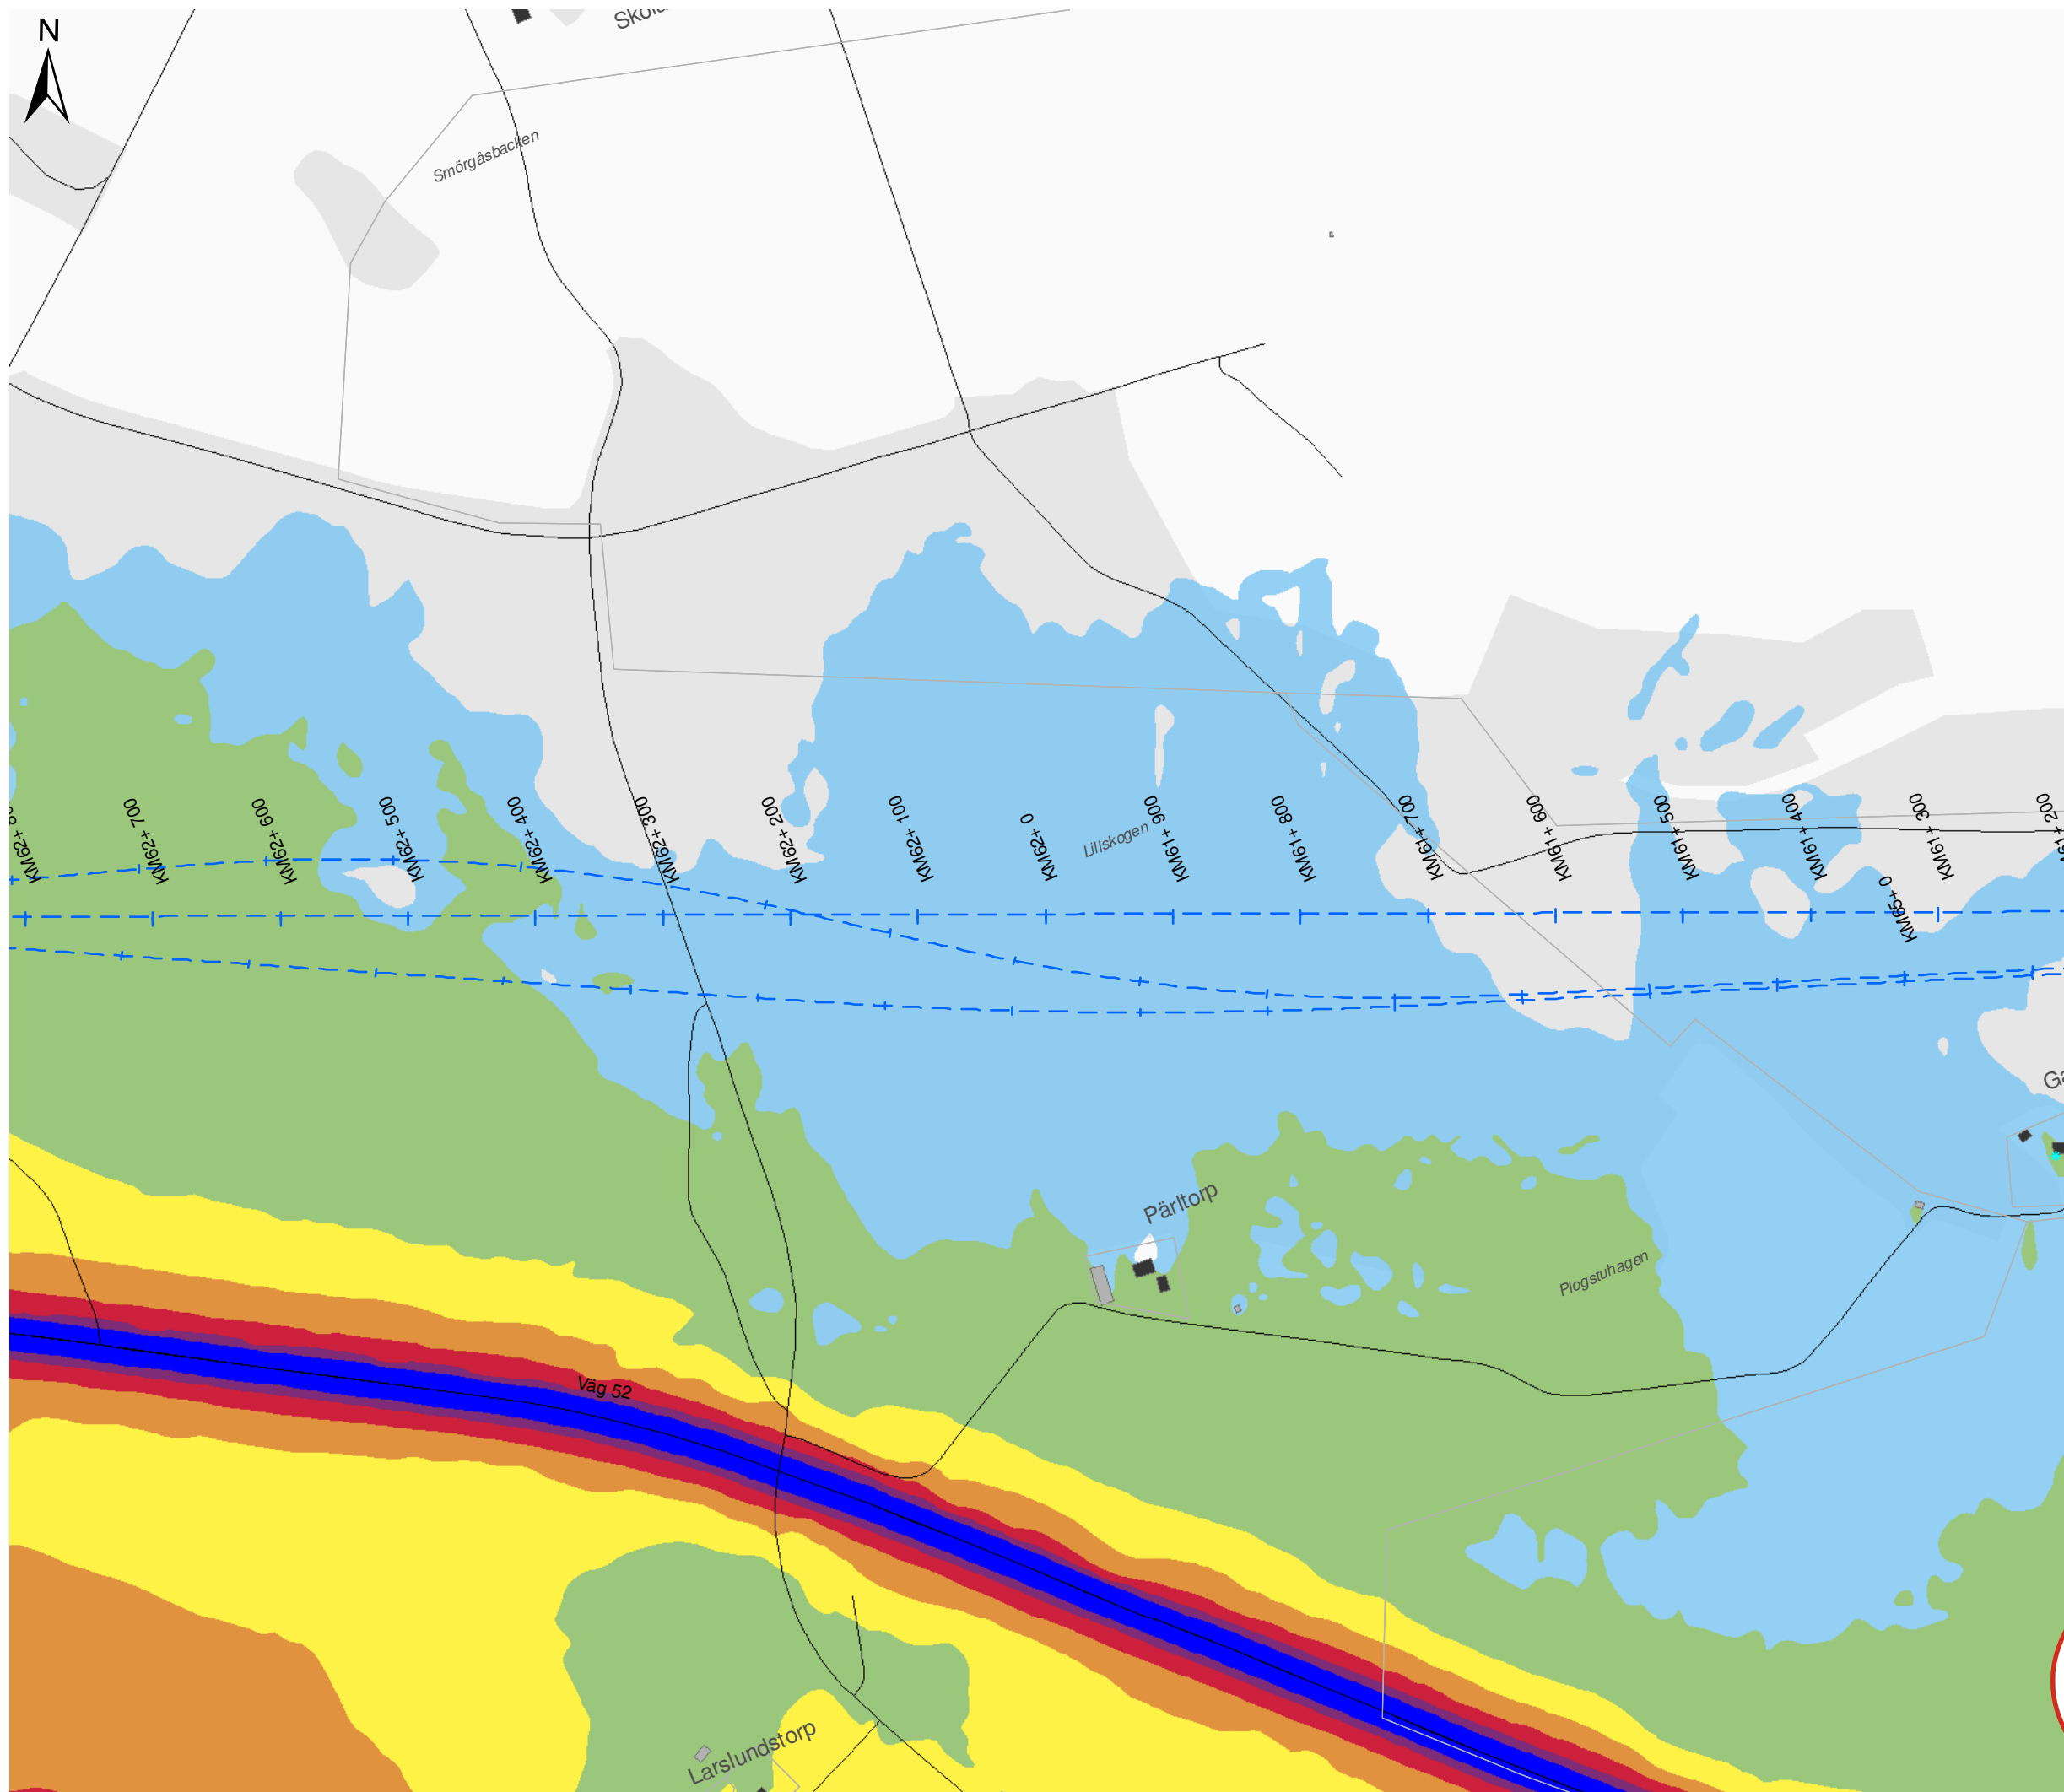 N
Smörgåsbacken
KM62+ 700
KM62+ 600
KM62+ 500
KM62+ 400
KM62+ 300
KM62+ 200
KM62+ 100
KM62+ 0
Lillskogen
KM61+ 900
KM61+ 800
KM61+ 700
KM61+ 600
KM61+ 500
KM61+ 400
KM61+ 300
KM65+ 0
Pärltorp
Plogstuhagen
Väg 52
Larslundstorp